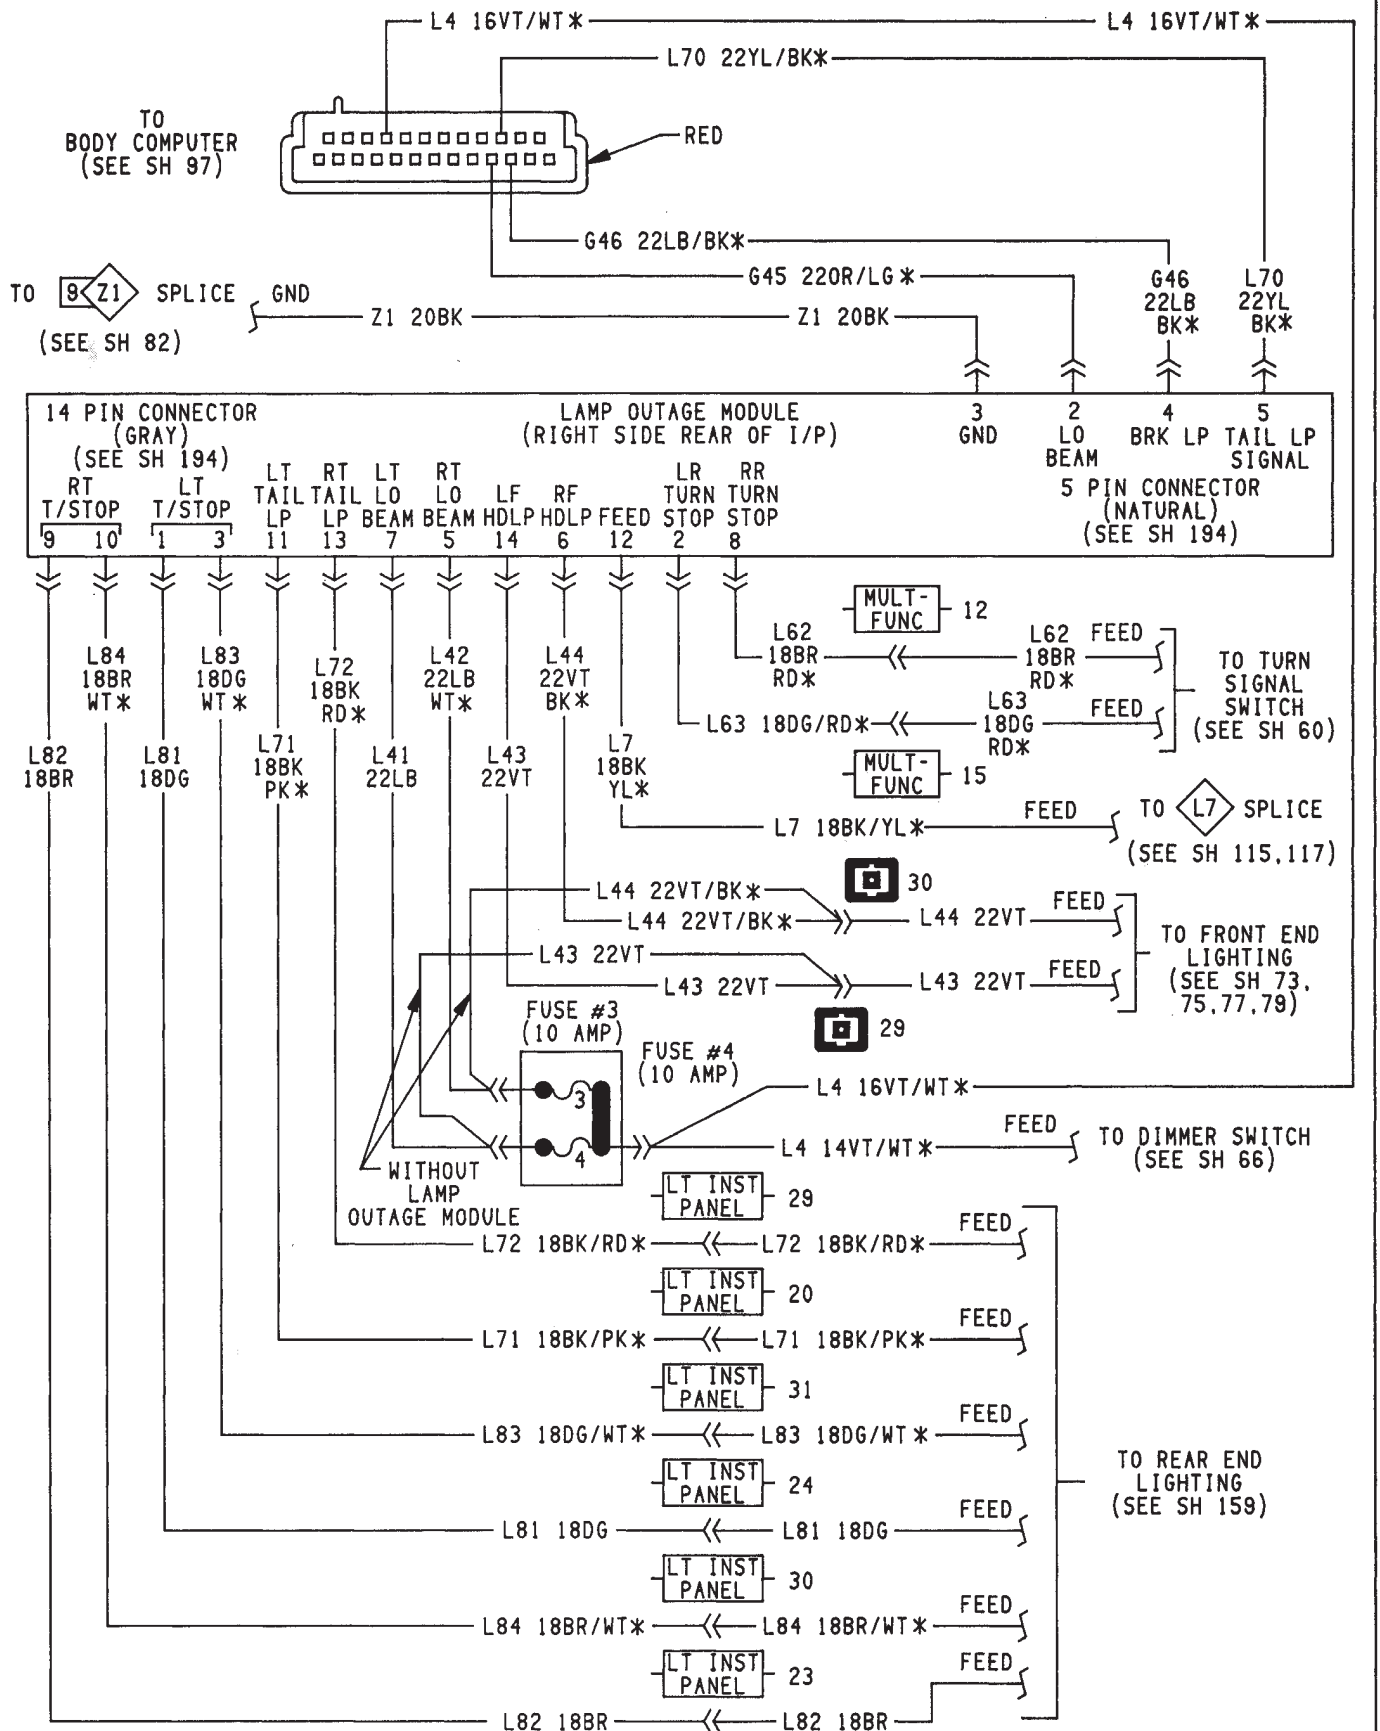 L4 16VT/WT* L4 16VT/WT*
L70 22YL/BK*
TO
BODY COMPUTER
(SEE SH 97)
RED
G46 22LB/BK*
G45 22OR/LG*
G46
22LB
BK*
L70
22YL
BK*
TO 9 Z1 SPLICE GND
(SEE SH 82)
Z1 20BK Z1 20BK
14 PIN CONNECTOR
(GRAY)
(SEE SH 194)
LAMP OUTAGE MODULE
(RIGHT SIDE REAR OF I/P)
3
GND
2
LO
BEAM
4
BRK LP
5
TAIL LP
SIGNAL
5 PIN CONNECTOR
(NATURAL)
(SEE SH 194)
RT
T/STOP
9 10
LT
T/STOP
1 3
LT
TAIL
LP
11
RT
TAIL
LP
13
LT
LO
BEAM
7
RT
LO
BEAM
5
LF
HDLP
14
RF
HDLP
6
FEED
12
LR
TURN
STOP
2
RR
TURN
STOP
8
L82
18BR
L84
18BR
WT*
L81
18DG
L83
18DG
WT*
L71
18BK
PK*
L72
18BK
RD*
L41
22LB
L42
22LB
WT*
L43
22VT
L44
22VT
BK*
L7
18BK
YL*
MULT-
FUNC
12
L62
18BR
RD*
L62
18BR
RD*
FEED
L63 18DG/RD*
L63
18DG
RD*
FEED
TO TURN
SIGNAL
SWITCH
(SEE SH 60)
MULT-
FUNC
15
L7 18BK/YL* FEED TO L7 SPLICE
(SEE SH 115,117)
30
L44 22VT/BK*
L44 22VT/BK* L44 22VT FEED
L43 22VT
L43 22VT L43 22VT FEED
TO FRONT END
LIGHTING
(SEE SH 73,
75,77,79)
29
FUSE #3
(10 AMP)
FUSE #4
(10 AMP)
3
4
L4 16VT/WT*
L4 14VT/WT* FEED
TO DIMMER SWITCH
(SEE SH 66)
WITHOUT
LAMP
OUTAGE MODULE
LT INST
PANEL
29
L72 18BK/RD* L72 18BK/RD* FEED
LT INST
PANEL
20
L71 18BK/PK* L71 18BK/PK* FEED
LT INST
PANEL
31
L83 18DG/WT* L83 18DG/WT* FEED
LT INST
PANEL
24
L81 18DG L81 18DG FEED
TO REAR END
LIGHTING
(SEE SH 159)
LT INST
PANEL
30
L84 18BR/WT* L84 18BR/WT* FEED
LT INST
PANEL
23
L82 18BR L82 18BR FEED